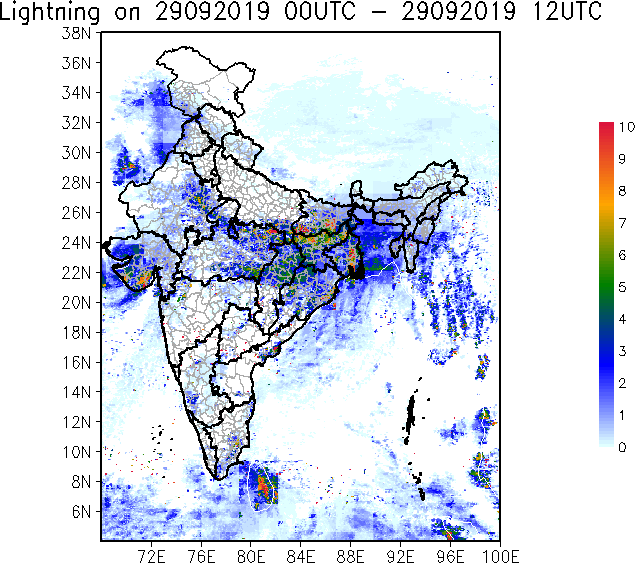 Lightning on 29092019 00UTC – 29092019 12UTC
38N
36N
34N
32N
30N
28N
26N
24N
22N
20N
18N
16N
14N
12N
10N
8N
6N
72E 76E 80E 84E 88E 92E 96E 100E
10
9
8
7
6
5
4
3
2
1
0